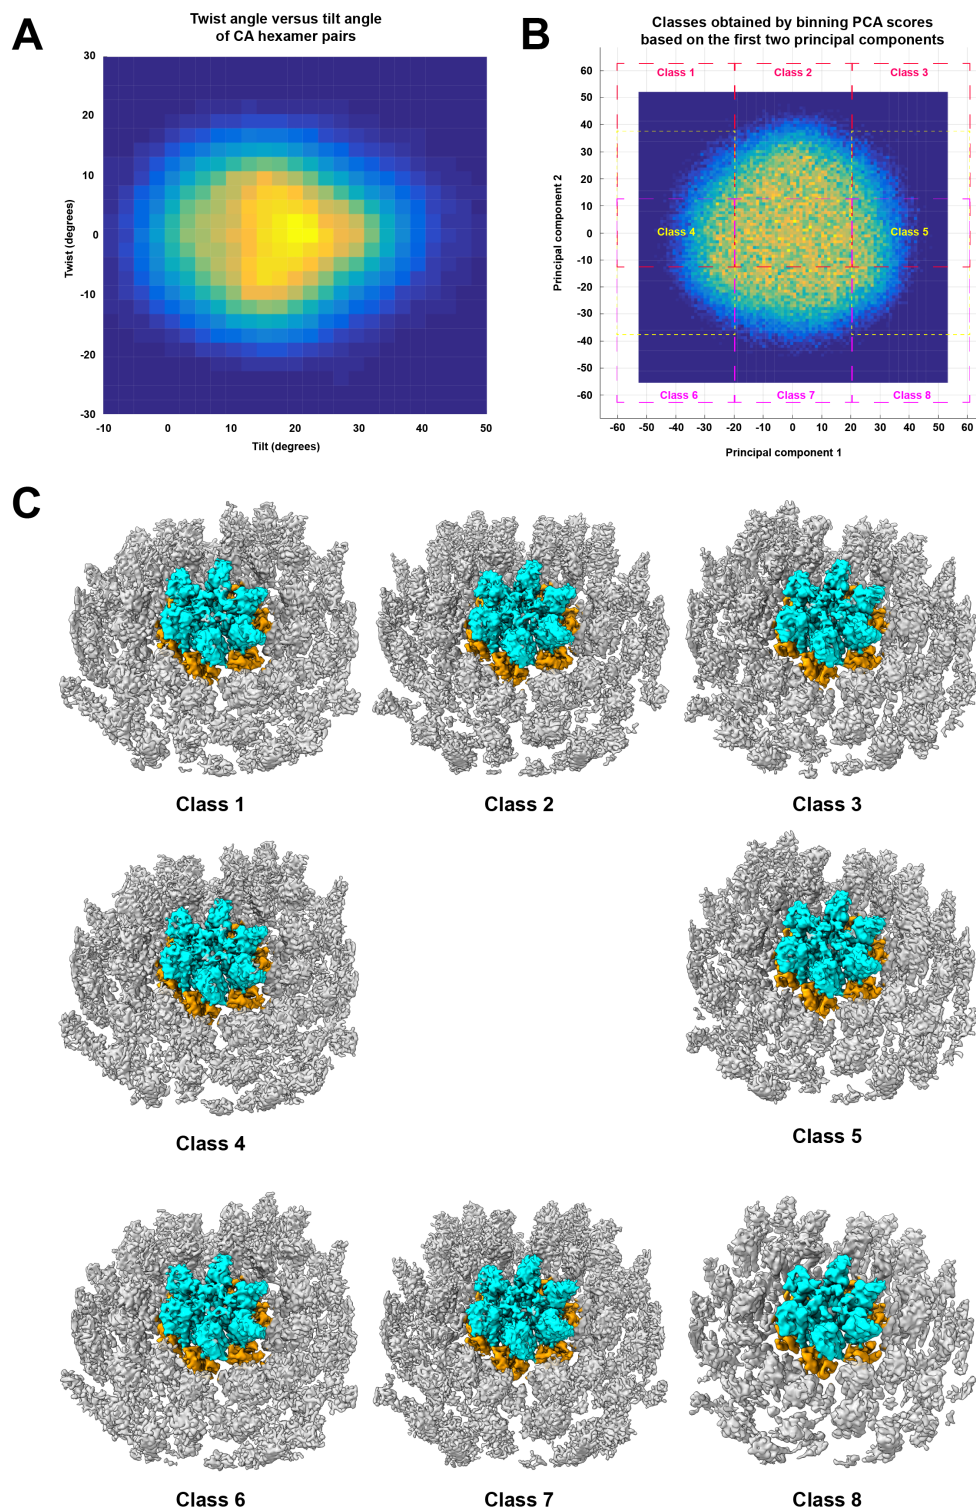 A
Twist angle versus tilt angle
of CA hexamer pairs
30
20
10
0
-10
-20
-30
Twist (degrees)
-10
0
10
20
30
40
50
Tilt (degrees)
B
Classes obtained by binning PCA scores
based on the first two principal components
60
50
40
30
20
10
0
-10
-20
-30
-40
-50
-60
Principal component 2
Class 1
Class 2
Class 3
Class 4
Class 5
Class 6
Class 7
Class 8
-60
-50
-40
-30
-20
-10
0
10
20
30
40
50
60
Principal component 1
C
Class 1
Class 2
Class 3
Class 4
Class 5
Class 6
Class 7
Class 8